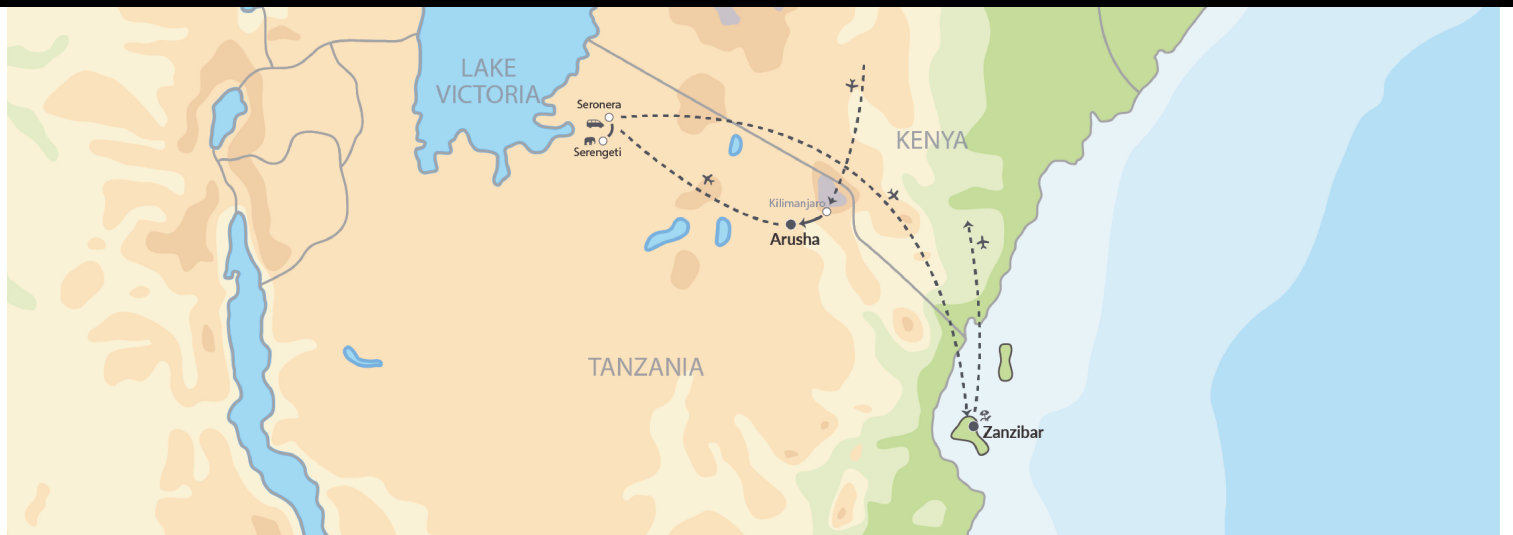 LAKE
VICTORIA
Seronera
Serengeti
KENYA
Kilimanjaro
Arusha
TANZANIA
Zanzibar